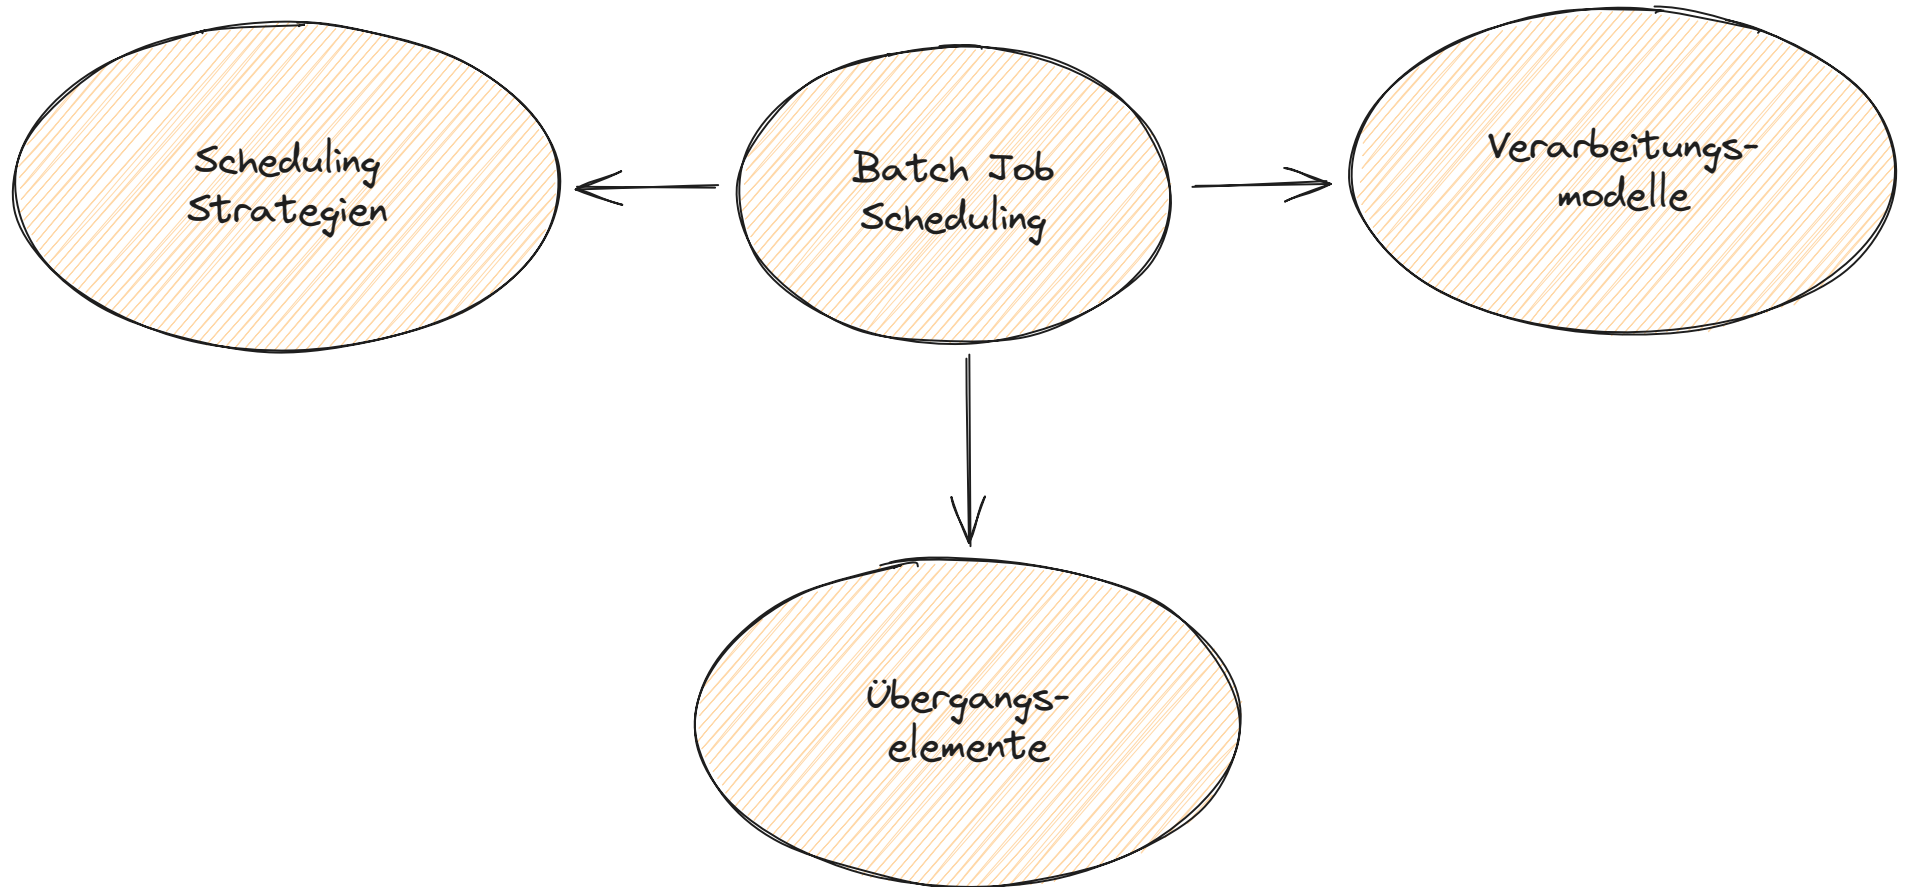 Scheduling
Strategien
Batch Job
Scheduling
Verarbeitungs-
modelle
Übergangs-
elemente